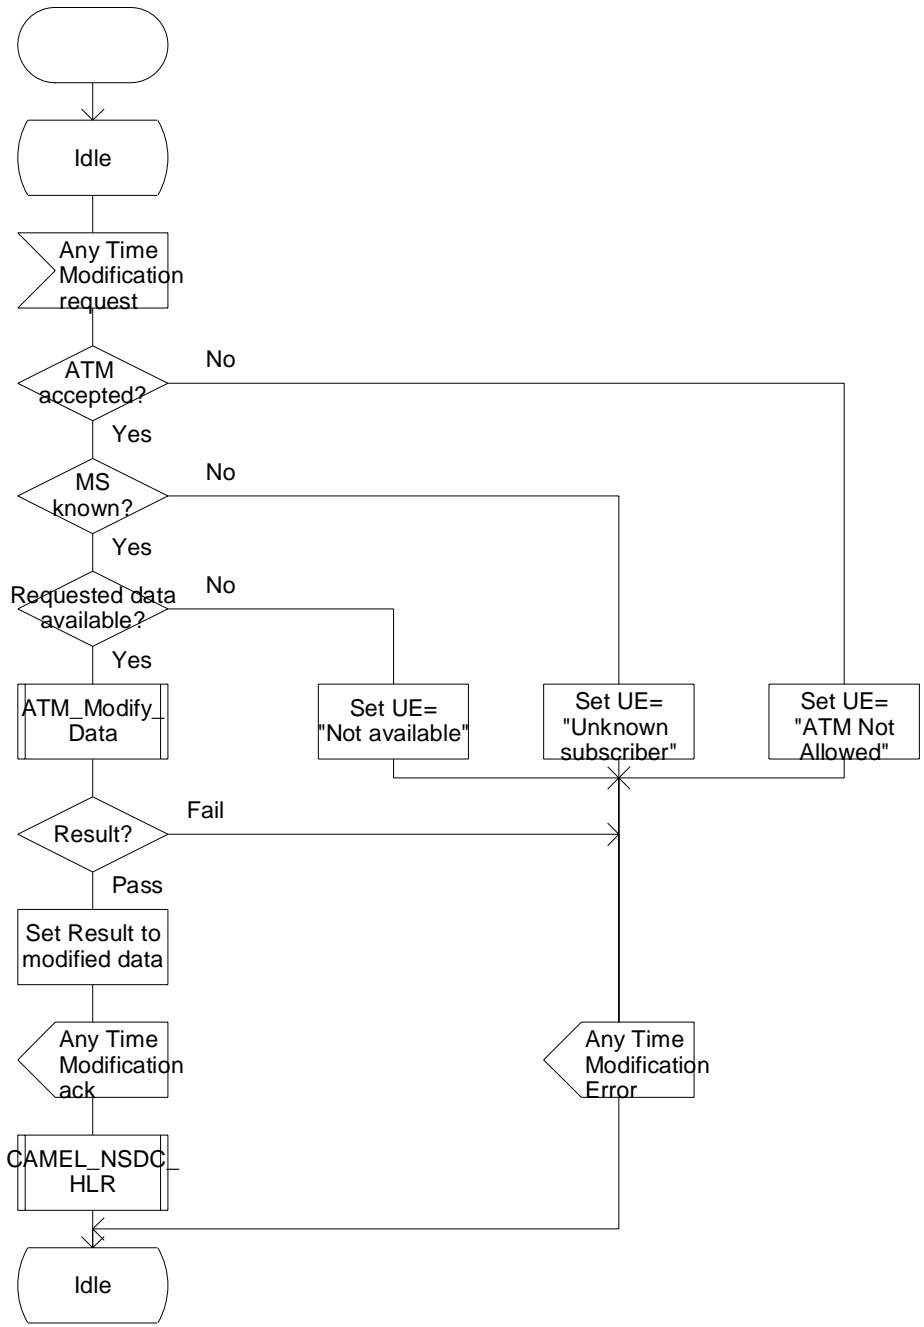 Idle
Any Time
Modification
request
ATM
accepted?
No
Yes
MS
known?
No
Yes
Requested data
available?
No
Yes
ATM_Modify_
Data
Set UE=
"Not available"
Set UE=
"Unknown
subscriber"
Set UE=
"ATM Not
Allowed"
Result?
Fail
Pass
Set Result to
modified data
Any Time
Modification
ack
Any Time
Modification
Error
CAMEL_NSDC_
HLR
Idle